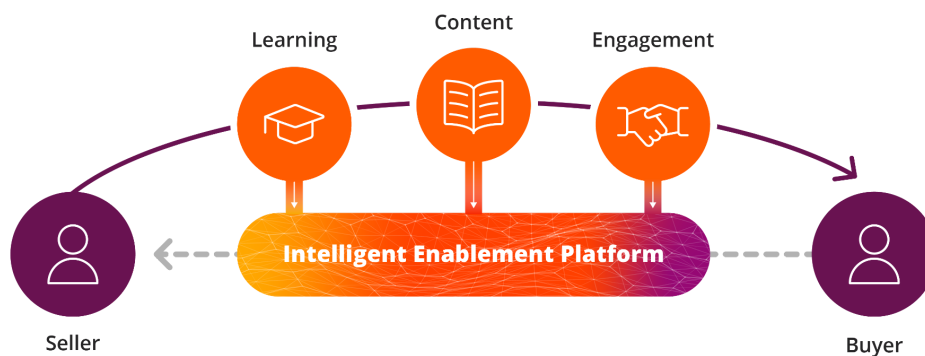 Content
Learning
Engagement
Intelligent Enablement Platform
Seller
Buyer